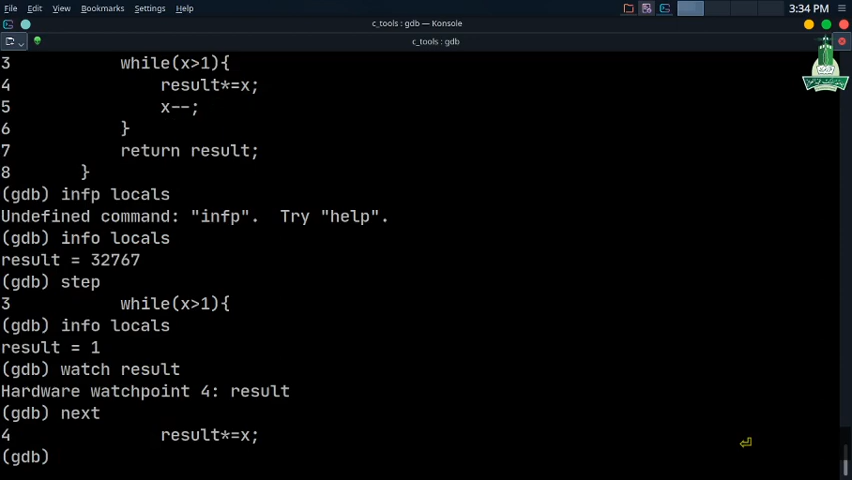 File Edit View Bookmarks Settings Help 3:34 PM
c_tools : gdb — Konsole
c_tools : gdb
3 while(x>1){
4 result*=x;
5 x--;
6 }
7 return result;
8 }
(gdb) infp locals
Undefined command: "infp". Try "help".
(gdb) info locals
result = 32767
(gdb) step
3 while(x>1){
(gdb) info locals
result = 1
(gdb) watch result
Hardware watchpoint 4: result
(gdb) next
4 result*=x;
(gdb)